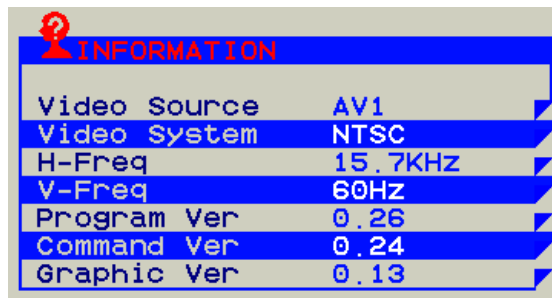 INFORMATION
Video Source AV1
Video System NTSC
H-Freq 15.7KHz
V-Freq 60Hz
Program Ver 0.26
Command Ver 0.24
Graphic Ver 0.13